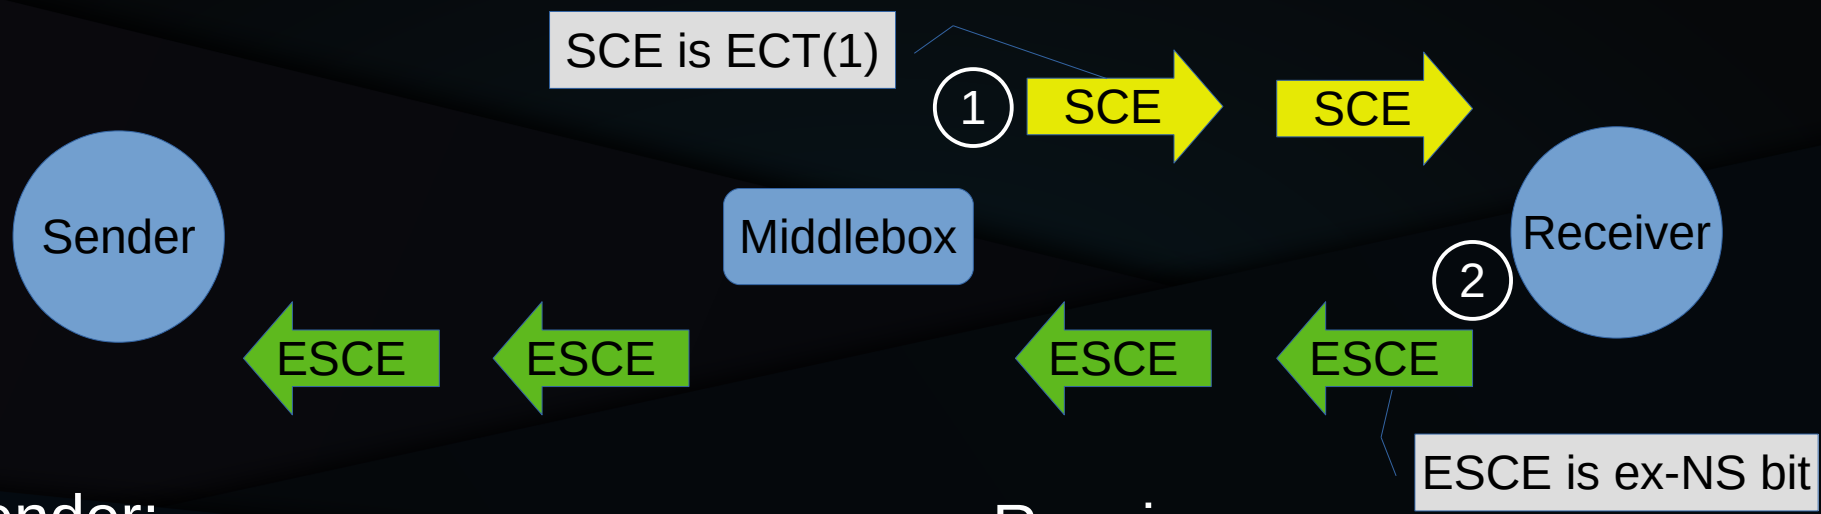 SCE is ECT(1)
1
SCE
SCE
Sender
Middlebox
Receiver
2
ESCE
ESCE
ESCE
ESCE
ESCE is ex-NS bit